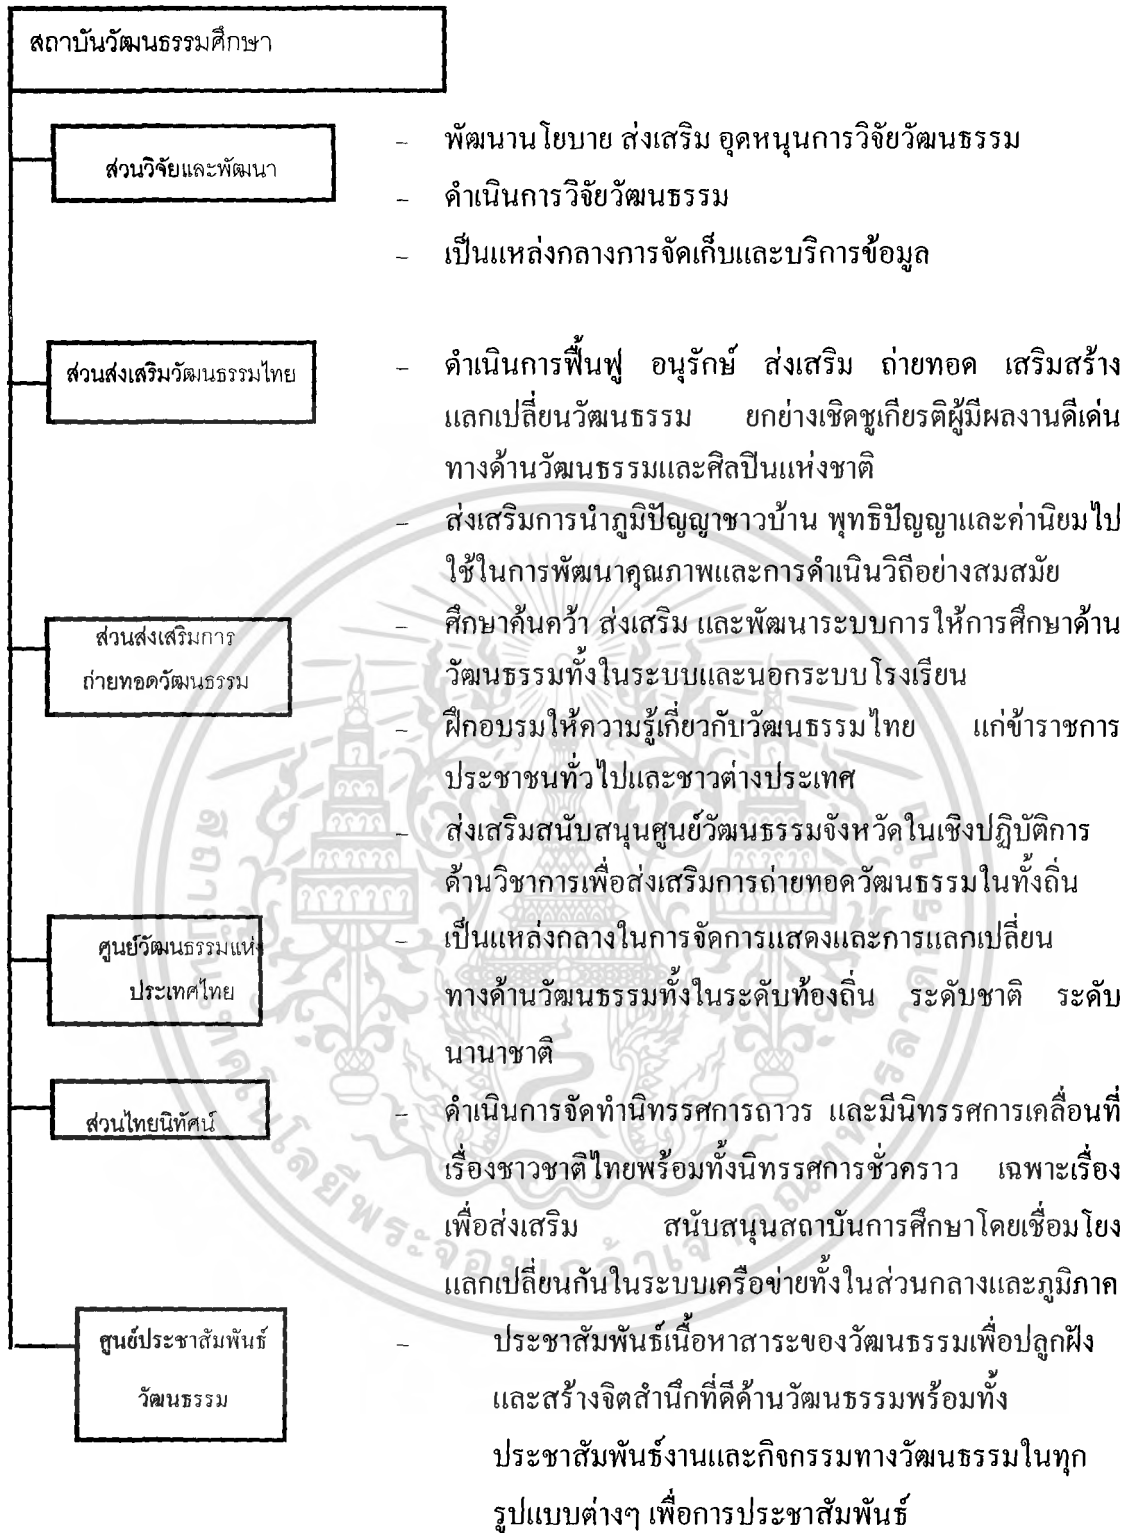 สถาบันวัฒนธรรมศึกษา
ส่วนวิจัยและพัฒนา
- พัฒนานโยบาย ส่งเสริม อุดหนุนการวิจัยวัฒนธรรม
- ดำเนินการวิจัยวัฒนธรรม
- เป็นแหล่งกลางการจัดเก็บและบริการข้อมูล
ส่วนส่งเสริมวัฒนธรรมไทย
- ดำเนินการฟื้นฟู อนุรักษ์ ส่งเสริม ถ่ายทอด เสริมสร้าง
แลกเปลี่ยนวัฒนธรรม ยกย่างเชิดชูเกียรติผู้มีผลงานดีเด่น
ทางด้านวัฒนธรรมและศิลปินแห่งชาติ
- ส่งเสริมการนำภูมิปัญญาชาวบ้าน พุทธิปัญญาและค่านิยมไป
ใช้ในการพัฒนาคุณภาพและการดำเนินวิถีอย่างสมสมัย
ส่วนส่งเสริมการ
ถ่ายทอดวัฒนธรรม
- ศึกษาค้นคว้า ส่งเสริม และพัฒนาระบบการให้การศึกษาด้าน
วัฒนธรรมทั้งในระบบและนอกระบบโรงเรียน
- ฝึกอบรมให้ความรู้เกี่ยวกับวัฒนธรรมไทย แก่ข้าราชการ
ประชาชนทั่วไปและชาวต่างประเทศ
- ส่งเสริมสนับสนุนศูนย์วัฒนธรรมจังหวัดในเชิงปฏิบัติการ
ด้านวิชาการเพื่อส่งเสริมการถ่ายทอดวัฒนธรรมในทั้งถิ่น
ศูนย์วัฒนธรรมแห่ง
ประเทศไทย
- เป็นแหล่งกลางในการจัดการแสดงและการแลกเปลี่ยน
ทางด้านวัฒนธรรมทั้งในระดับท้องถิ่น ระดับชาติ ระดับ
นานาชาติ
ส่วนไทยนิทัศน์
- ดำเนินการจัดทำนิทรรศการถาวร และมีนิทรรศการเคลื่อนที่
เรื่องชาวชาติไทยพร้อมทั้งนิทรรศการชั่วคราว เฉพาะเรื่อง
เพื่อส่งเสริม สนับสนุนสถาบันการศึกษาโดยเชื่อมโยง
แลกเปลี่ยนกันในระบบเครือข่ายทั้งในส่วนกลางและภูมิภาค
ศูนย์ประชาสัมพันธ์
วัฒนธรรม
- ประชาสัมพันธ์เนื้อหาสาระของวัฒนธรรมเพื่อปลูกฝัง
และสร้างจิตสำนึกที่ดีด้านวัฒนธรรมพร้อมทั้ง
ประชาสัมพันธ์งานและกิจกรรมทางวัฒนธรรมในทุก
รูปแบบต่างๆ เพื่อการประชาสัมพันธ์
สถาบันเทคโนโลยีพระจอมเกล้าเจ้าคุณทหารลาดกระบัง